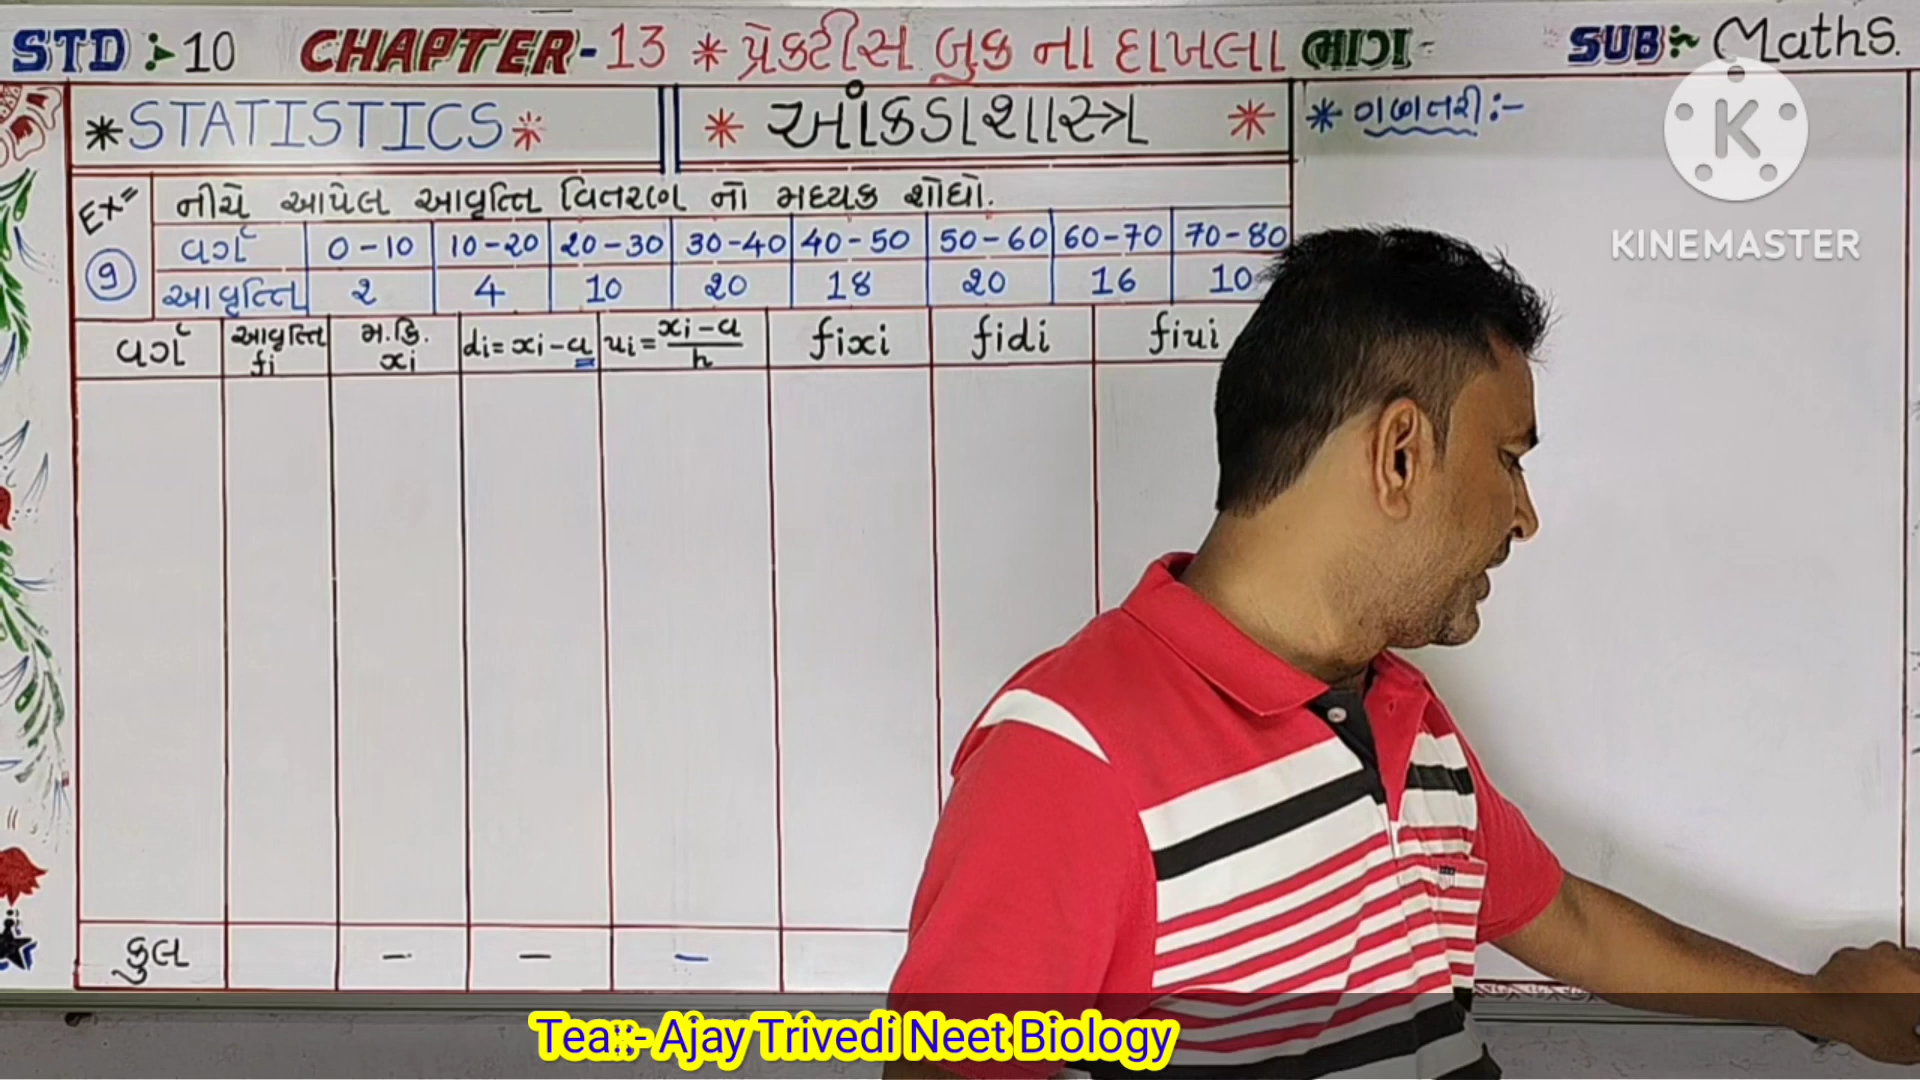 STD :- 10 CHAPTER - 13 * પ્રેકટીસ બુક ના દાખલા ભાગ - SUB :- Maths.
* STATISTICS * * આંકડાશાસ્ત્ર * * ગણતરી :-
K
KINEMASTER
Ex= નીચે આપેલ આવૃત્તિ વિતરણ નો મધ્યક શોધો.
9 વર્ગ 0-10 10-20 20-30 30-40 40-50 50-60 60-70 70-80
આવૃત્તિ 2 4 10 20 18 20 16 10
વર્ગ આવૃત્તિ fi મ.કિ. xi di = xi - a ui = xi - a / h fixi fidi fiui
કુલ — — —
Tea:- Ajay Trivedi Neet Biology